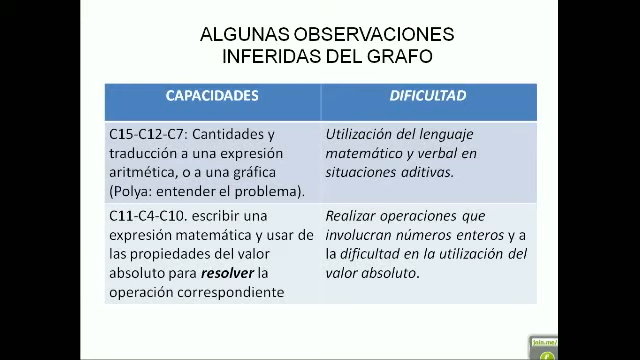 ALGUNAS OBSERVACIONES
INFERIDAS DEL GRAFO
CAPACIDADES
DIFICULTAD
C15-C12-C7: Cantidades y
traducción a una expresión
aritmética, o a una gráfica
(Polya: entender el problema).
Utilización del lenguaje
matemático y verbal en
situaciones aditivas.
C11-C4-C10. escribir una
expresión matemática y usar de
las propiedades del valor
absoluto para resolver la
operación correspondiente
Realizar operaciones que
involucran números enteros y a
la dificultad en la utilización del
valor absoluto.
join.me/